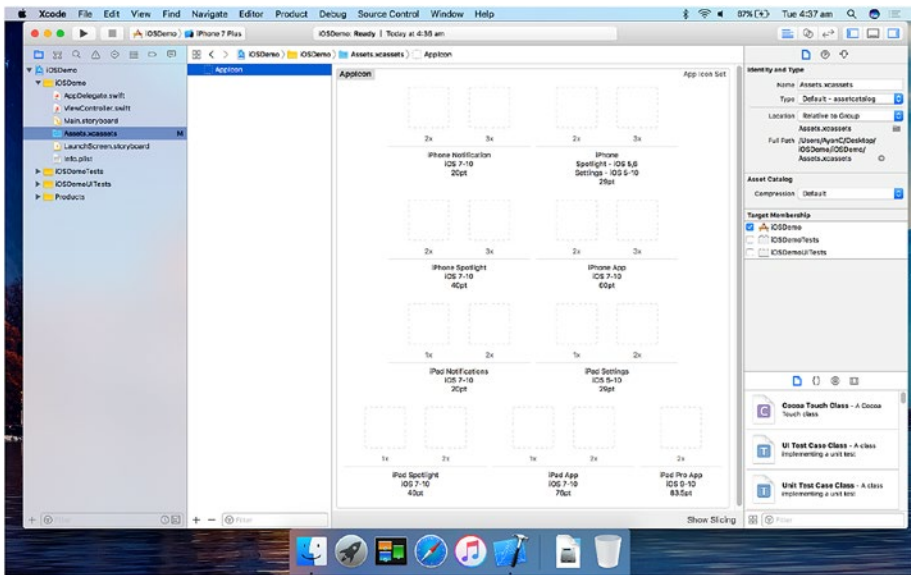 Xcode File Edit View Find Navigate Editor Product Debug Source Control Window Help
87% Tue 4:37 am
iOSDemo iPhone 7 Plus
iOSDemo: Ready | Today at 4:36 am
iOSDemo
iOSDemo
AppDelegate.swift
ViewController.swift
Main.storyboard
Assets.xcassets M
LaunchScreen.storyboard
Info.plist
iOSDemoTests
iOSDemoUITests
Products
Filter
iOSDemo iOSDemo Assets.xcassets AppIcon
AppIcon
Filter
AppIcon App Icon Set
2x 3x 2x 3x
iPhone Notification
iOS 7-10
20pt
iPhone
Spotlight - iOS 5,6
Settings - iOS 5-10
29pt
2x 3x 2x 3x
iPhone Spotlight
iOS 7-10
40pt
iPhone App
iOS 7-10
60pt
1x 2x 1x 2x
iPad Notifications
iOS 7-10
20pt
iPad Settings
iOS 5-10
29pt
1x 2x 1x 2x 2x
iPad Spotlight
iOS 7-10
40pt
iPad App
iOS 7-10
76pt
iPad Pro App
iOS 9-10
83.5pt
Show Slicing
Identity and Type
Name Assets.xcassets
Type Default - assetcatalog
Location Relative to Group
Assets.xcassets
Full Path /Users/AyanC/Desktop/
iOSDemo/iOSDemo/
Assets.xcassets
Asset Catalog
Compression Default
Target Membership
iOSDemo
iOSDemoTests
iOSDemoUITests
C
Cocoa Touch Class - A Cocoa
Touch class
T
UI Test Case Class - A class
implementing a unit test
T
Unit Test Case Class - A class
implementing a unit test
Filter